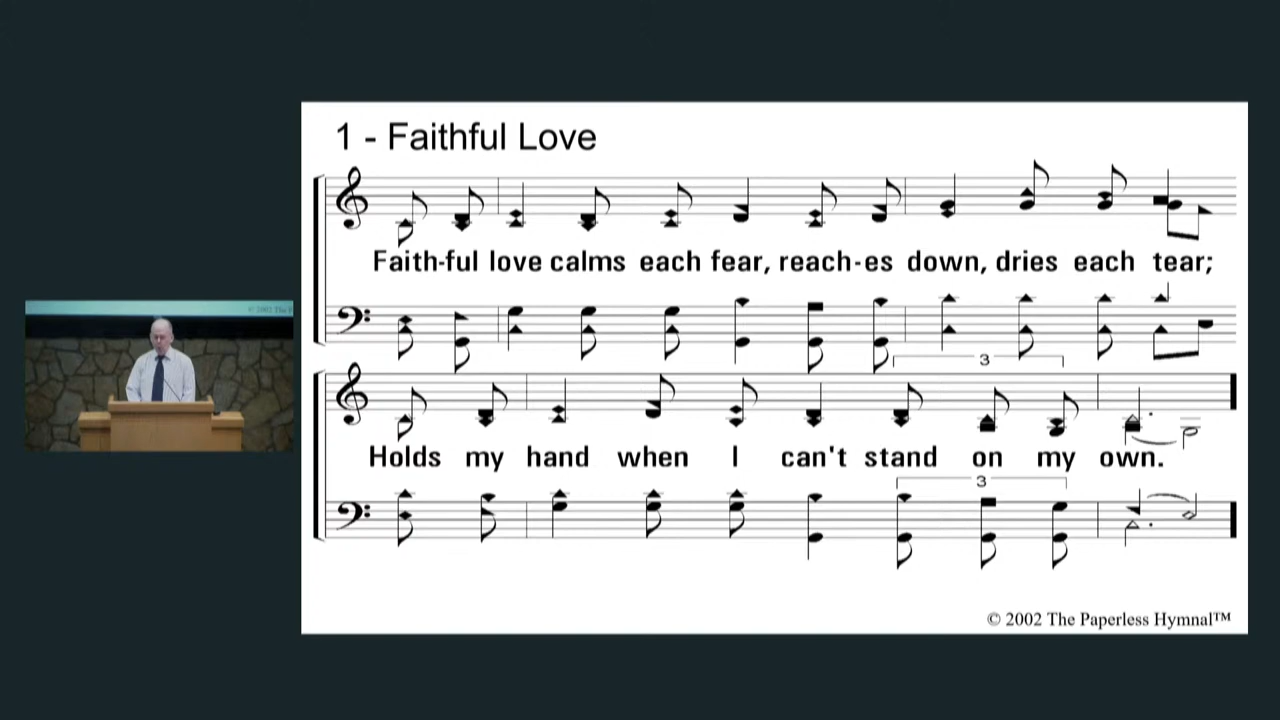 1 - Faithful Love
Faith-ful love calms each fear, reach-es down, dries each tear;
3
Holds my hand when I can't stand on my own.
3
© 2002 The Paperless Hymnal™